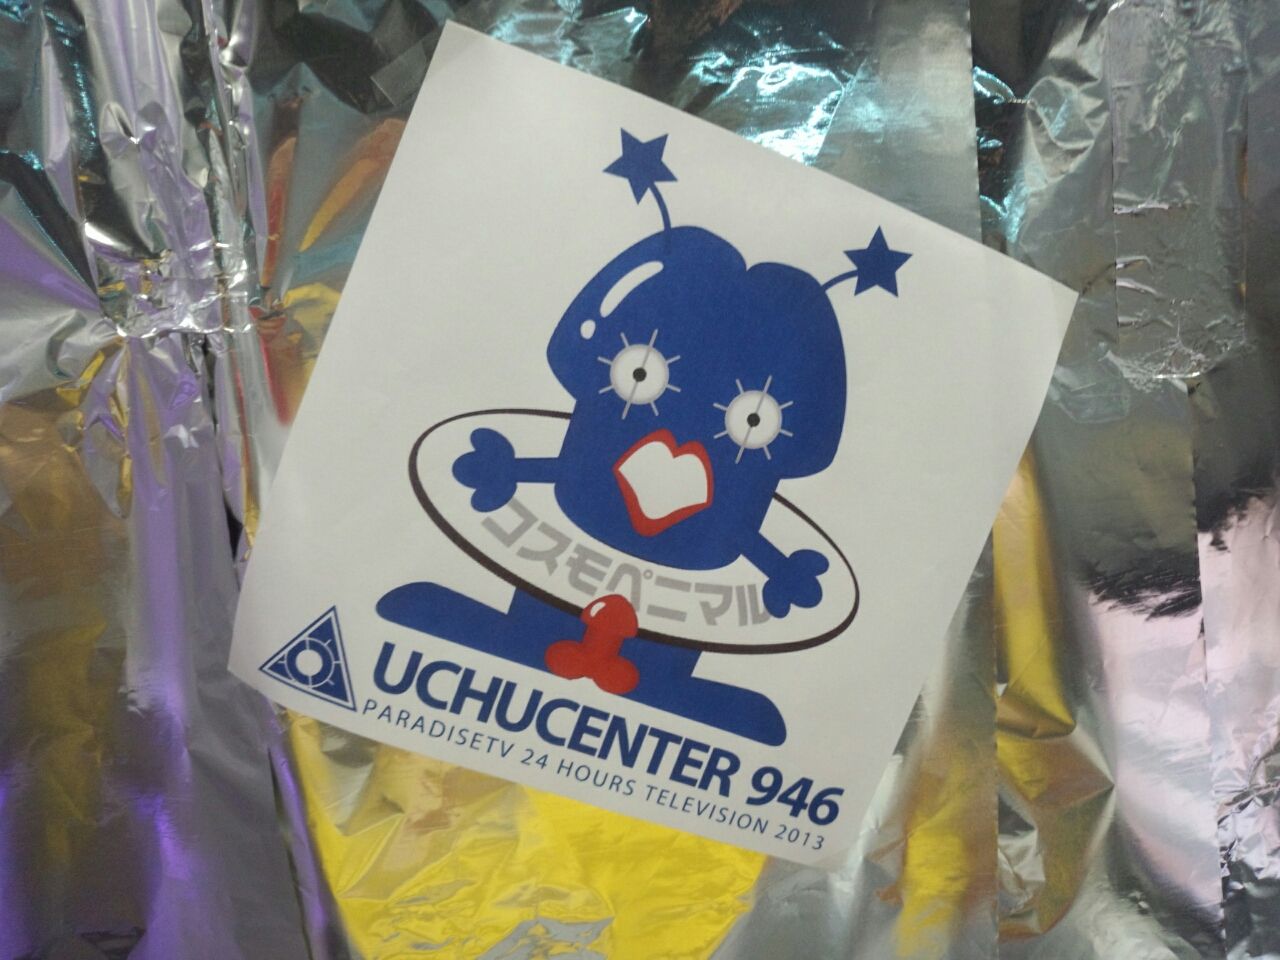 コスモペニマル
UCHUCENTER 946
PARADISETV 24 HOURS TELEVISION 2013